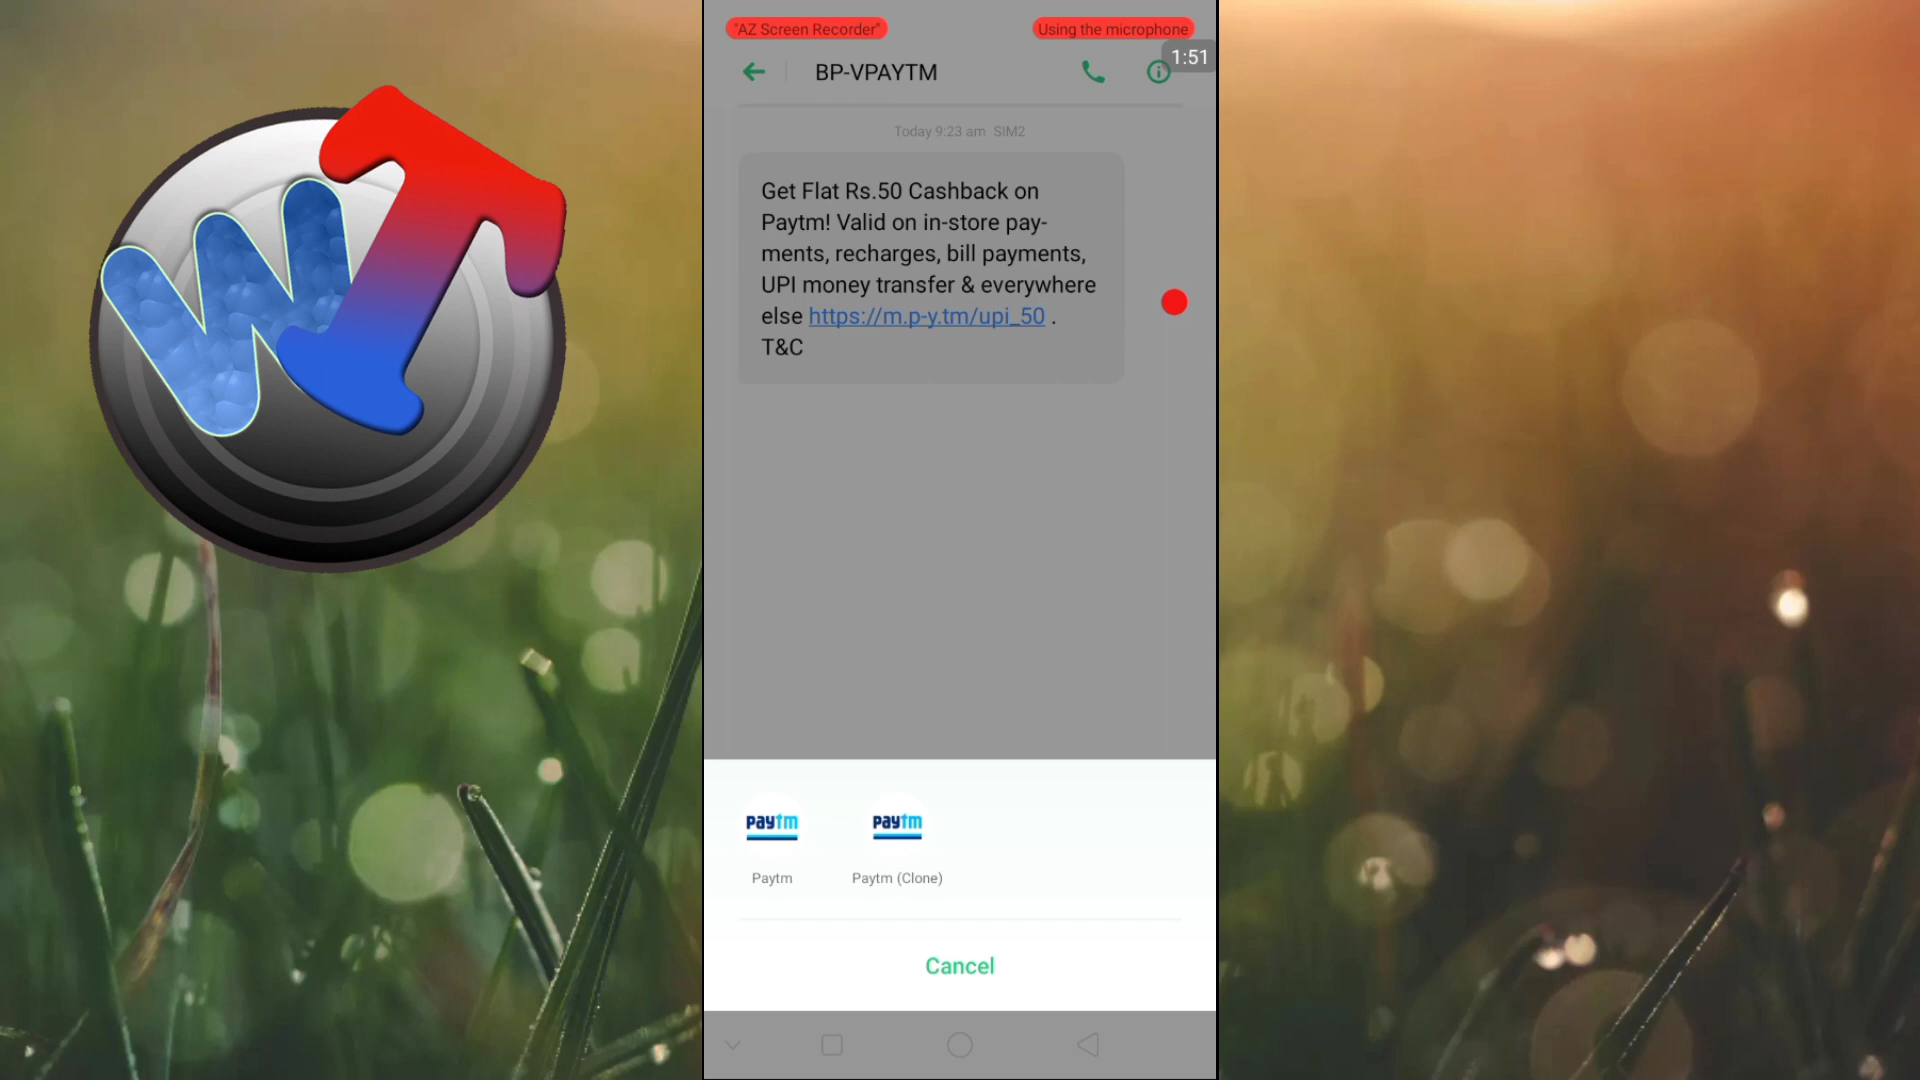 WT
"AZ Screen Recorder"
Using the microphone
1:51
BP-VPAYTM
Today 9:23 am SIM2
Get Flat Rs.50 Cashback on
Paytm! Valid on in-store pay-
ments, recharges, bill payments,
UPI money transfer & everywhere
else https://m.p-y.tm/upi_50 .
T&C
paytm
paytm
Paytm
Paytm (Clone)
Cancel